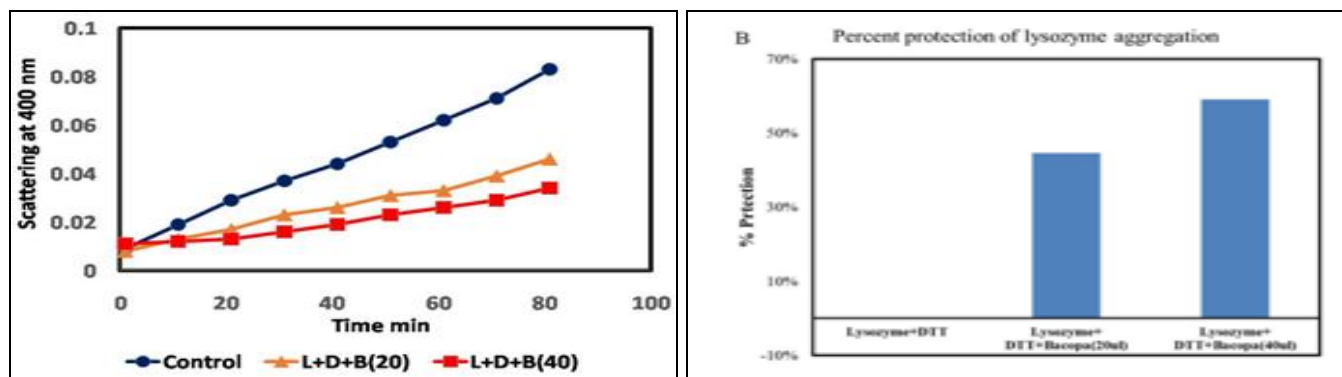 0.1
0.08
0.06
0.04
0.02
0
Scattering at 400 nm
0 20 40 60 80 100
Time min
Control L+D+B(20) L+D+B(40)
B Percent protection of lysozyme aggregation
70%
50%
30%
10%
-10%
% Prtection
Lysozyme+DTT
Lysozyme+
DTT+Bacopa(20ul)
Lysozyme+
DTT+Bacopa(40ul)